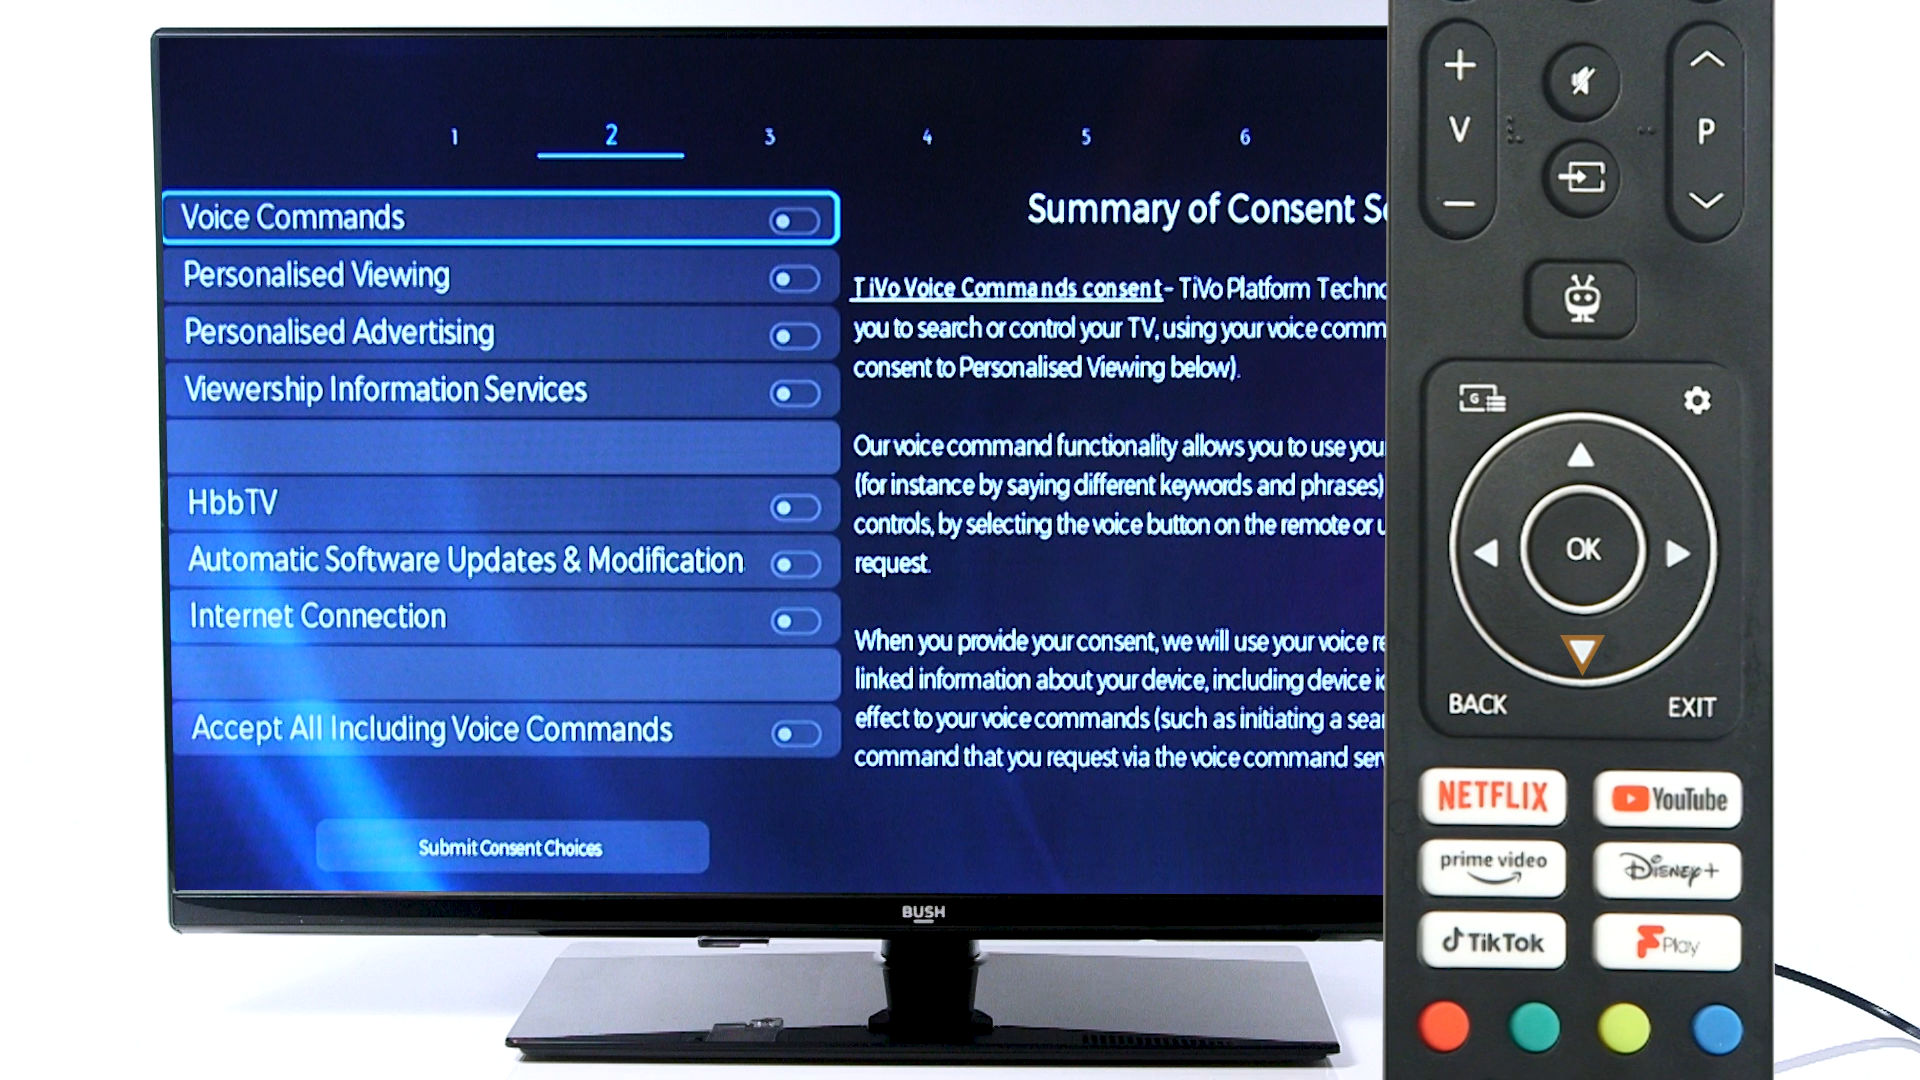 1 2 3 4 5 6
Voice Commands
Personalised Viewing
Personalised Advertising
Viewership Information Services
HbbTV
Automatic Software Updates & Modification
Internet Connection
Accept All Including Voice Commands
Submit Consent Choices
Summary of Consent
TiVo Voice Commands consent- TiVo Platform
you to search or control your TV, using your voice
consent to Personalised Viewing below).
Our voice command functionality allows you to use
(for instance by saying different keywords and phrases)
controls, by selecting the voice button on the remote or
request.
When you provide your consent, we will use your voice
linked information about your device, including device
effect to your voice commands (such as initiating a
command that you request via the voice command
BUSH
+
V
−
P
G
OK
BACK
EXIT
NETFLIX
YouTube
prime video
Disney+
TikTok
F Play